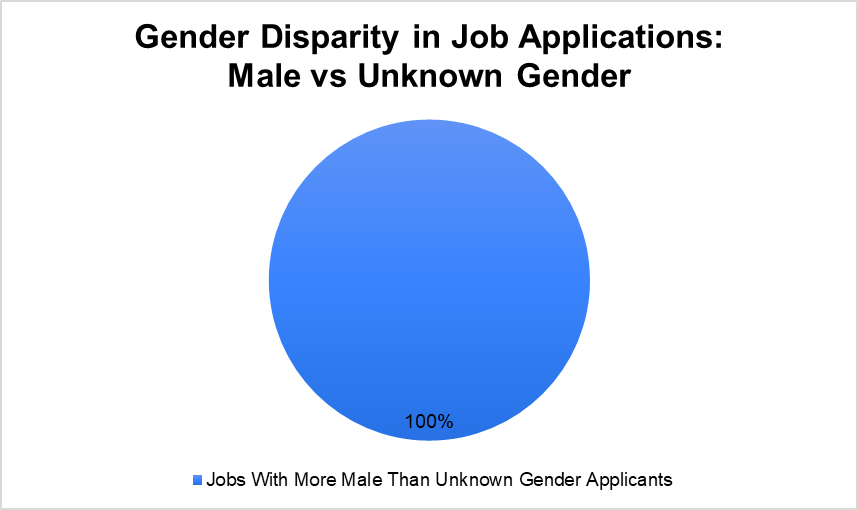 Gender Disparity in Job Applications:
Male vs Unknown Gender
100%
Jobs With More Male Than Unknown Gender Applicants